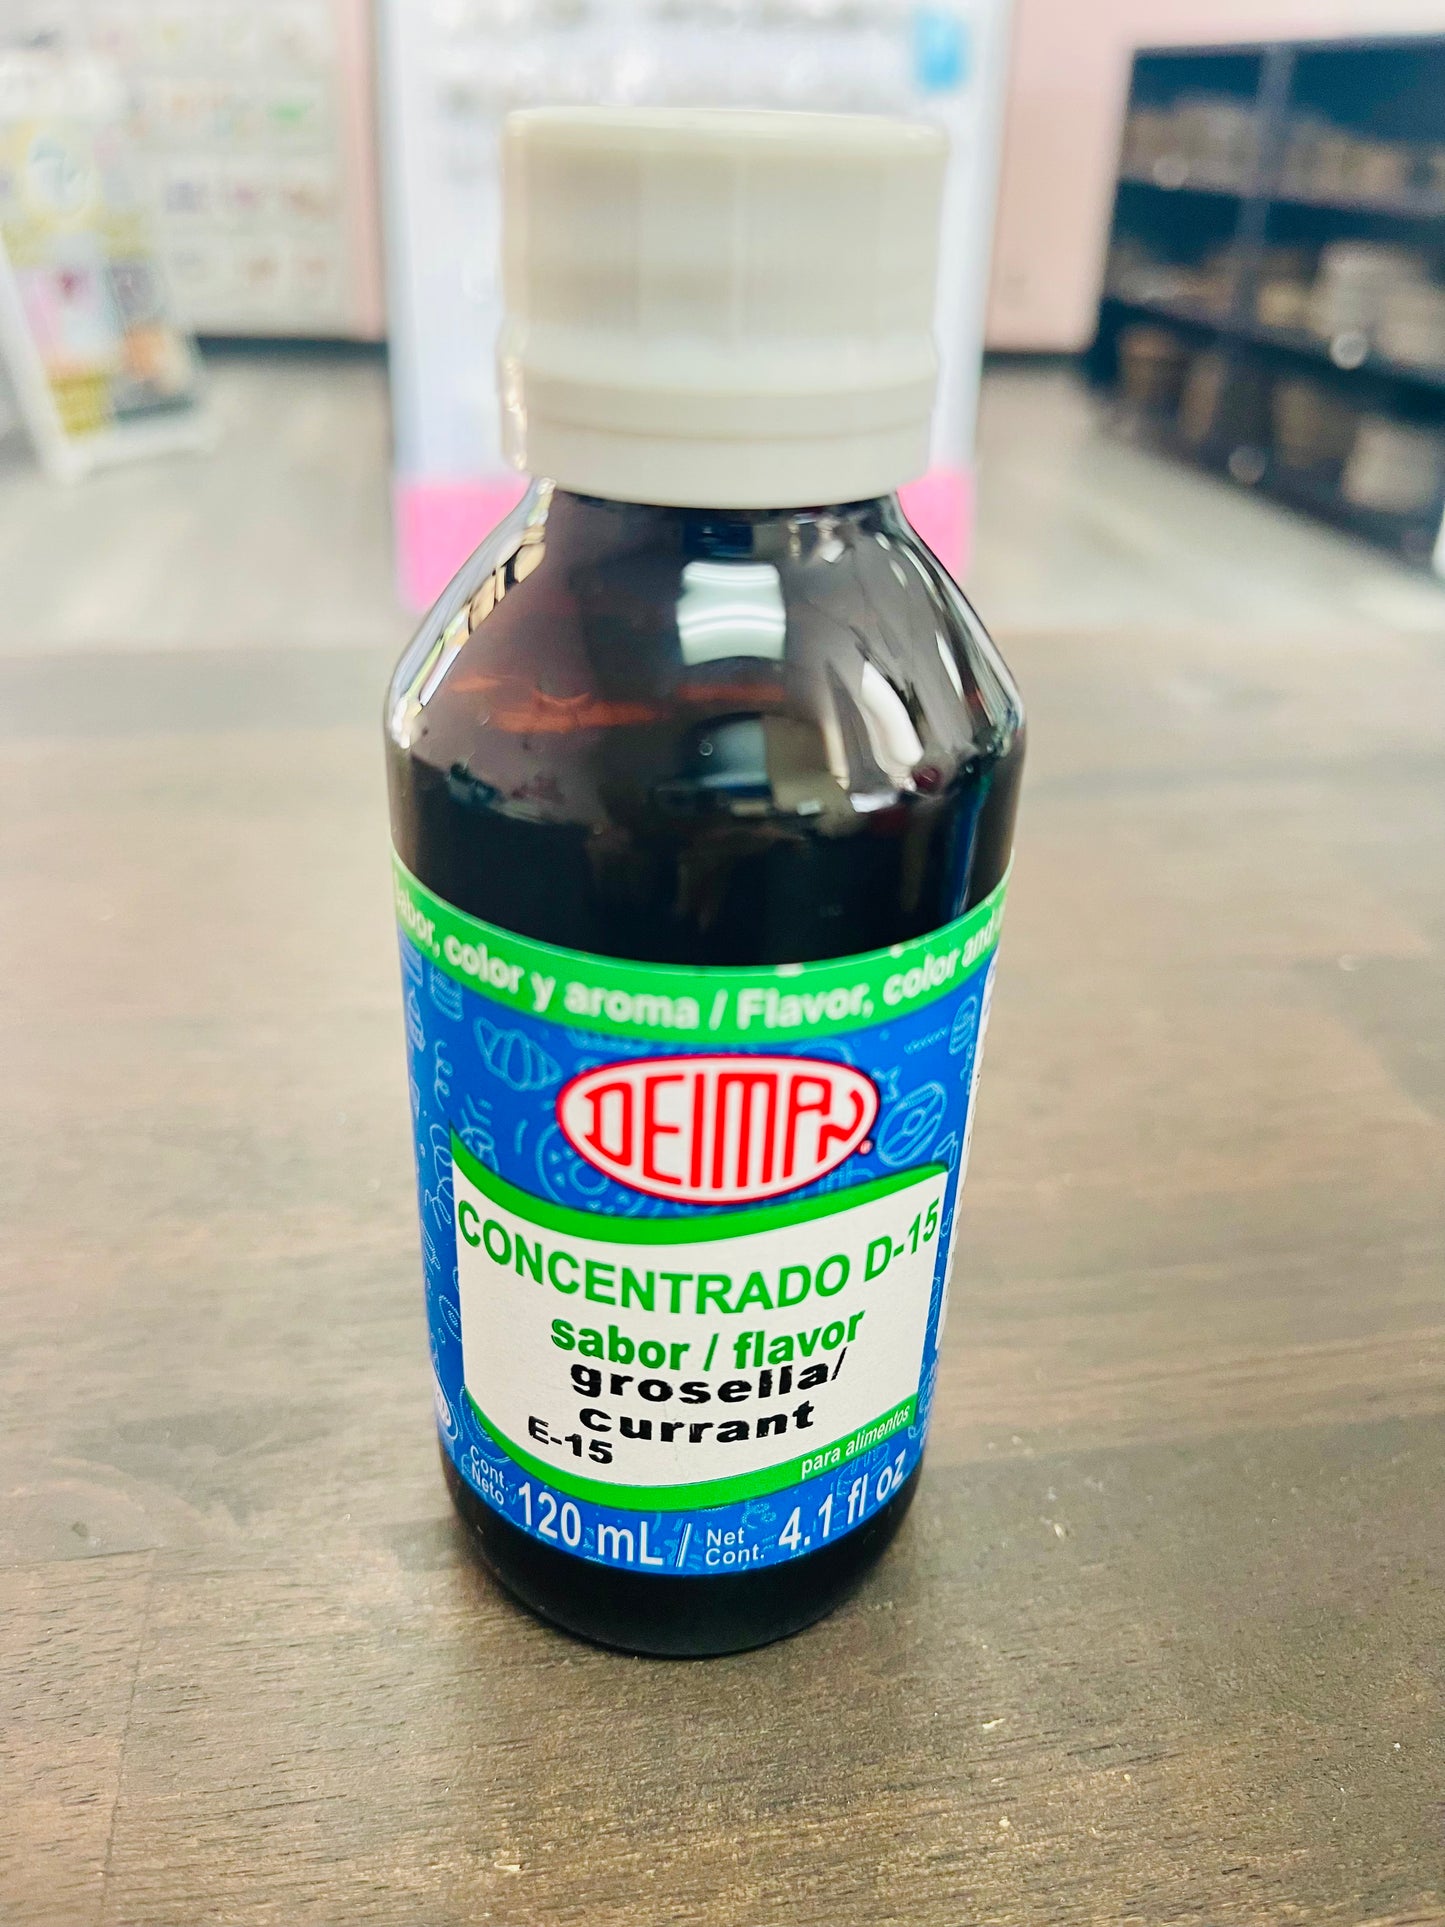 Sabor, color y aroma / Flavor, color and
DEIMAN®
CONCENTRADO D-15
sabor / flavor
grosella/
currant
E-15
para alimentos
Cont. Neto 120 mL / Net Cont. 4.1 fl oz